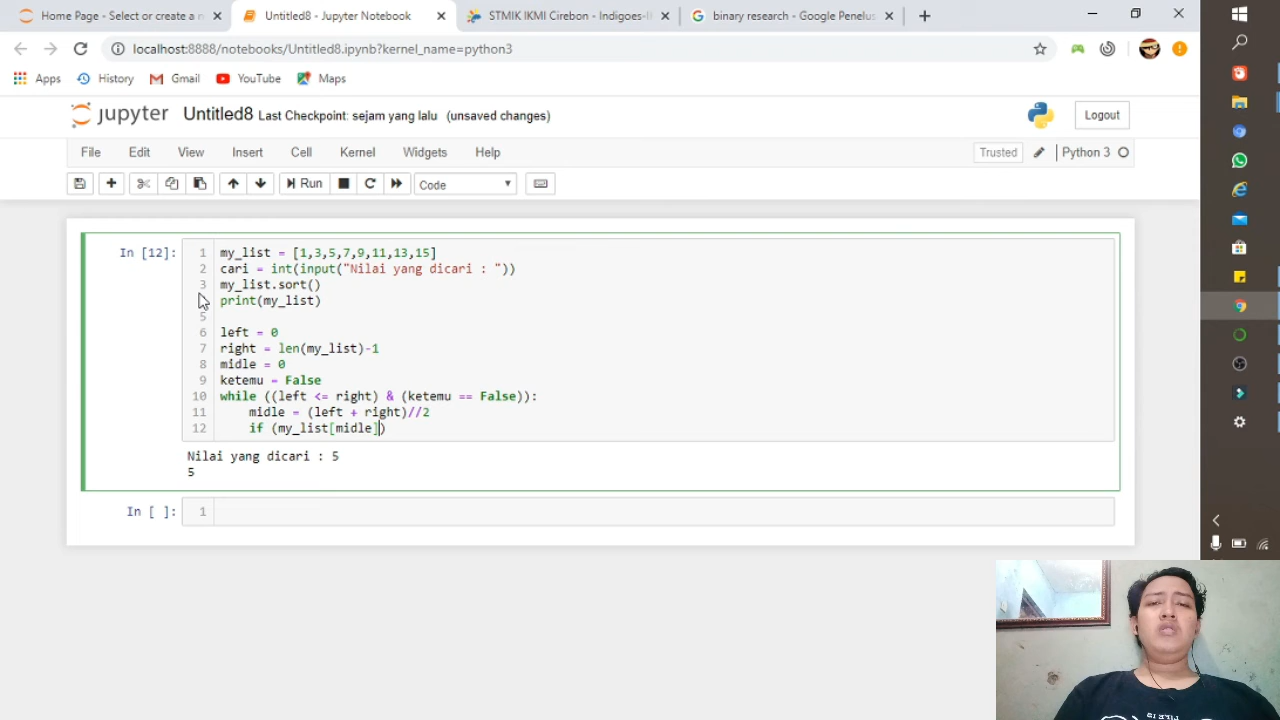 Home Page - Select or create a n
Untitled8 - Jupyter Notebook
STMIK IKMI Cirebon - Indigoes-I
binary research - Google Penelus
localhost:8888/notebooks/Untitled8.ipynb?kernel_name=python3
Apps History Gmail YouTube Maps
jupyter Untitled8 Last Checkpoint: sejam yang lalu (unsaved changes) Logout
File Edit View Insert Cell Kernel Widgets Help Trusted Python 3
Run Code
In [12]:
1 my_list = [1,3,5,7,9,11,13,15]
2 cari = int(input("Nilai yang dicari : "))
3 my_list.sort()
print(my_list)
5
6 left = 0
7 right = len(my_list)-1
8 midle = 0
9 ketemu = False
10 while ((left <= right) & (ketemu == False)):
11 midle = (left + right)//2
12 if (my_list[midle])
Nilai yang dicari : 5
5
In [ ]: 1